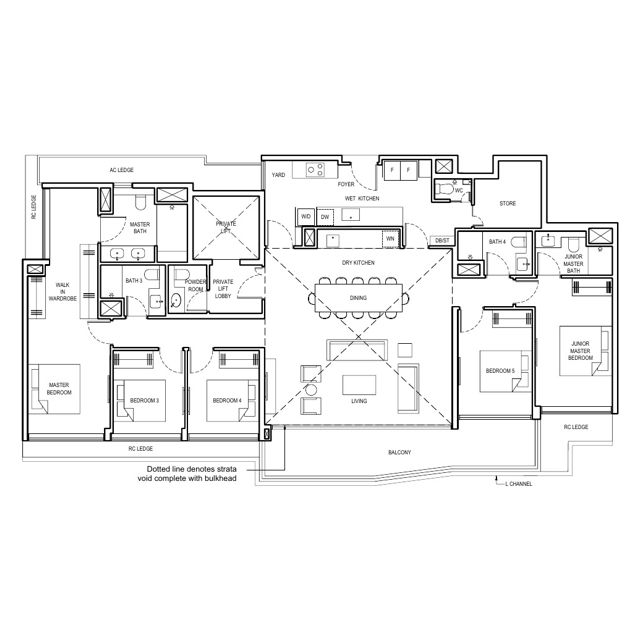 AC LEDGE
RC LEDGE
YARD
FOYER
F
F
WET KITCHEN
WC
STORE
MASTER
BATH
PRIVATE
LIFT
WD
DW
WN
DB/ST
BATH 4
JUNIOR
MASTER
BATH
WALK
IN
WARDROBE
BATH 3
POWDER
ROOM
PRIVATE
LIFT
LOBBY
DRY KITCHEN
DINING
MASTER
BEDROOM
BEDROOM 3
BEDROOM 4
LIVING
BEDROOM 5
JUNIOR
MASTER
BEDROOM
RC LEDGE
RC LEDGE
BALCONY
Dotted line denotes strata
void complete with bulkhead
L CHANNEL